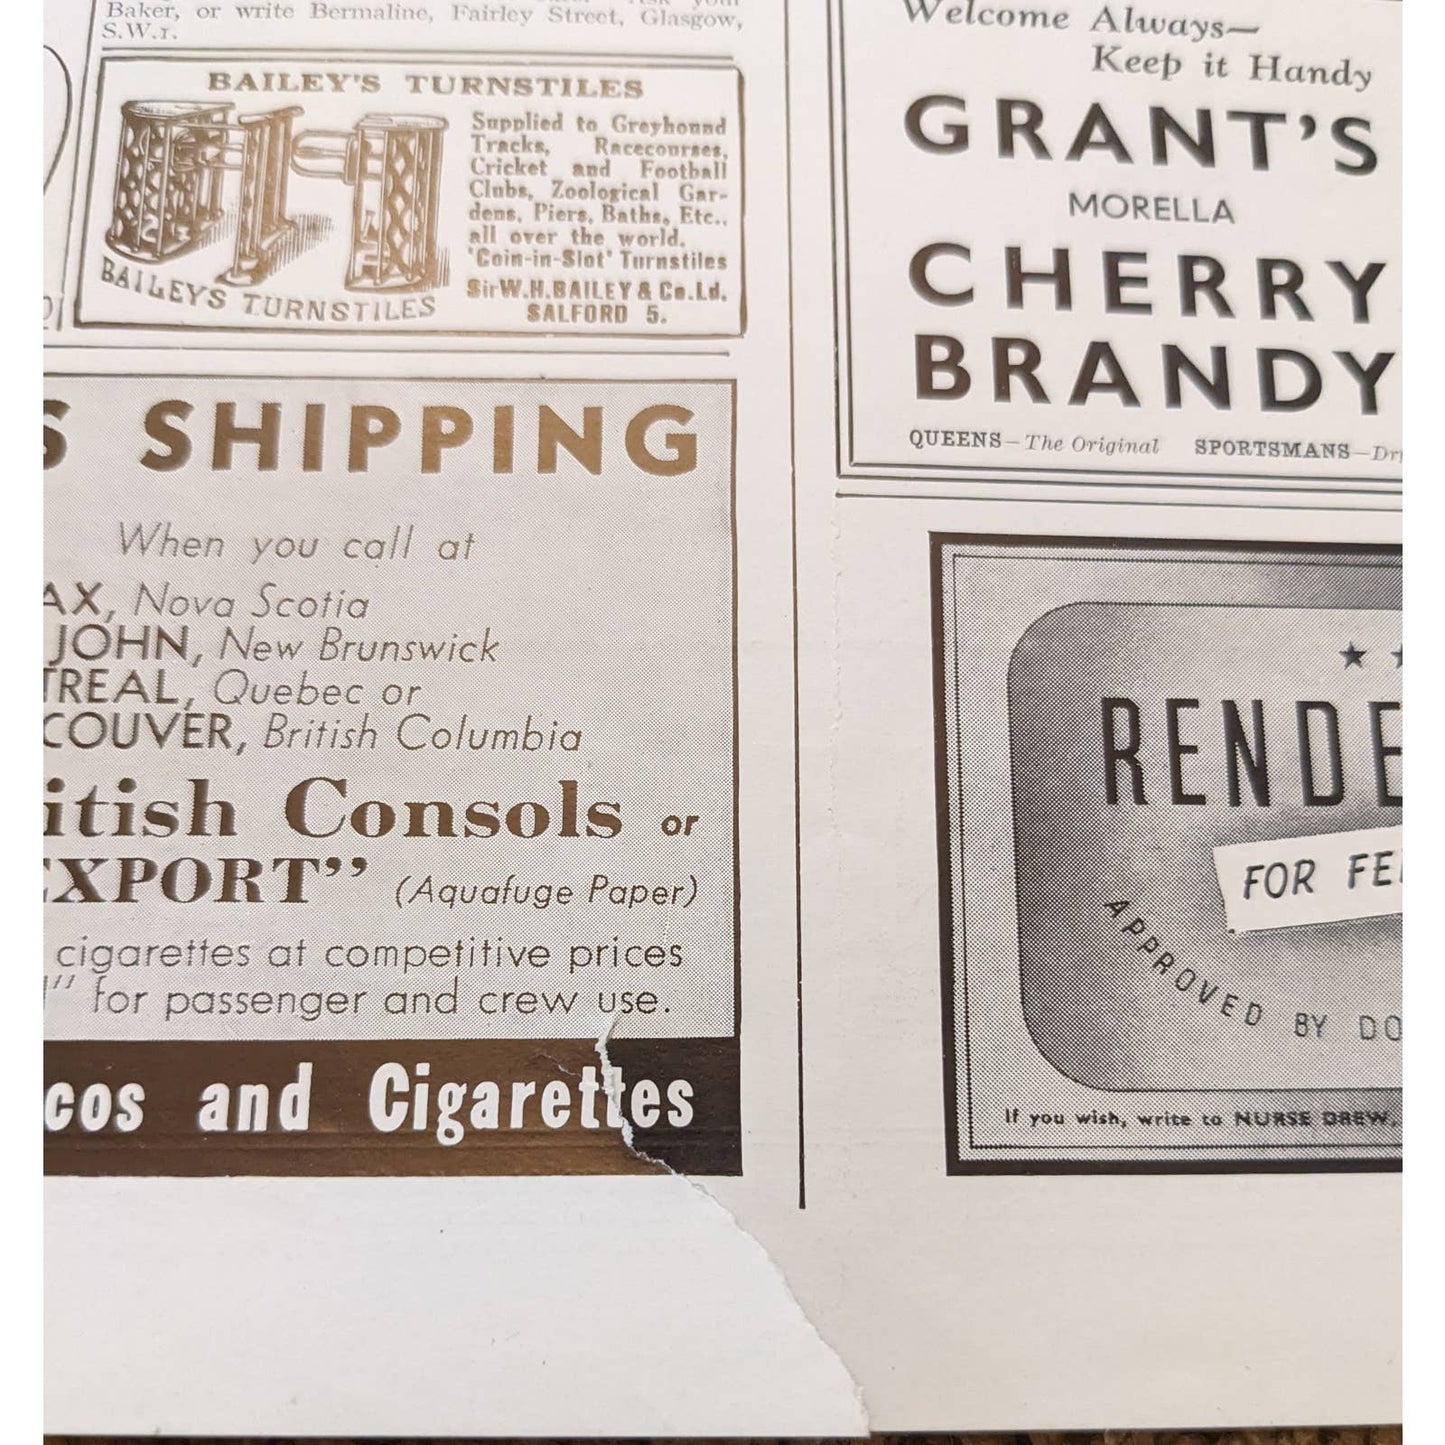 Baker, or write Bermaline, Fairley Street, Glasgow,
S.W.1.
BAILEY'S TURNSTILES
Supplied to Greyhound
Tracks, Racecourses,
Cricket and Football
Clubs, Zoological Gar-
dens, Piers, Baths, Etc.,
all over the world.
'Coin-in-Slot' Turnstiles
Sir W.H.BAILEY & Co.Ld.
SALFORD 5.
BAILEYS TURNSTILES
S SHIPPING
When you call at
AX, Nova Scotia
JOHN, New Brunswick
TREAL, Quebec or
COUVER, British Columbia
itish Consols or
EXPORT” (Aquafuge Paper)
cigarettes at competitive prices
" for passenger and crew use.
cos and Cigarettes
Welcome Always—
Keep it Handy
GRANT'S
MORELLA
CHERRY
BRANDY
QUEENS—The Original SPORTSMANS—Dr
RENDE
FOR FE
APPROVED BY DO
If you wish, write to NURSE DREW,